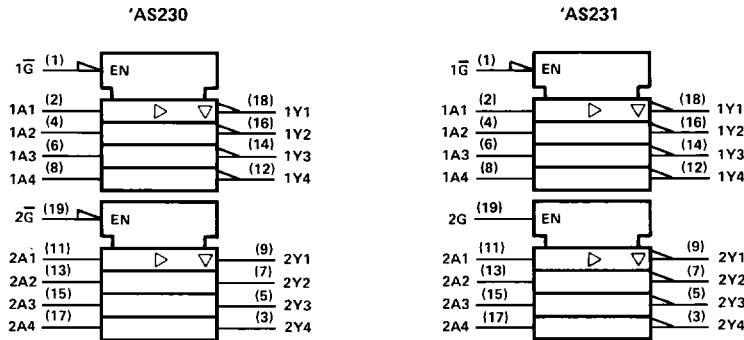 'AS230
1G̅ (1) EN
1A1 (2) (18) 1Y1
1A2 (4) (16) 1Y2
1A3 (6) (14) 1Y3
1A4 (8) (12) 1Y4
2G̅ (19) EN
2A1 (11) (9) 2Y1
2A2 (13) (7) 2Y2
2A3 (15) (5) 2Y3
2A4 (17) (3) 2Y4
'AS231
1G̅ (1) EN
1A1 (2) (18) 1Y1
1A2 (4) (16) 1Y2
1A3 (6) (14) 1Y3
1A4 (8) (12) 1Y4
2G (19) EN
2A1 (11) (9) 2Y1
2A2 (13) (7) 2Y2
2A3 (15) (5) 2Y3
2A4 (17) (3) 2Y4